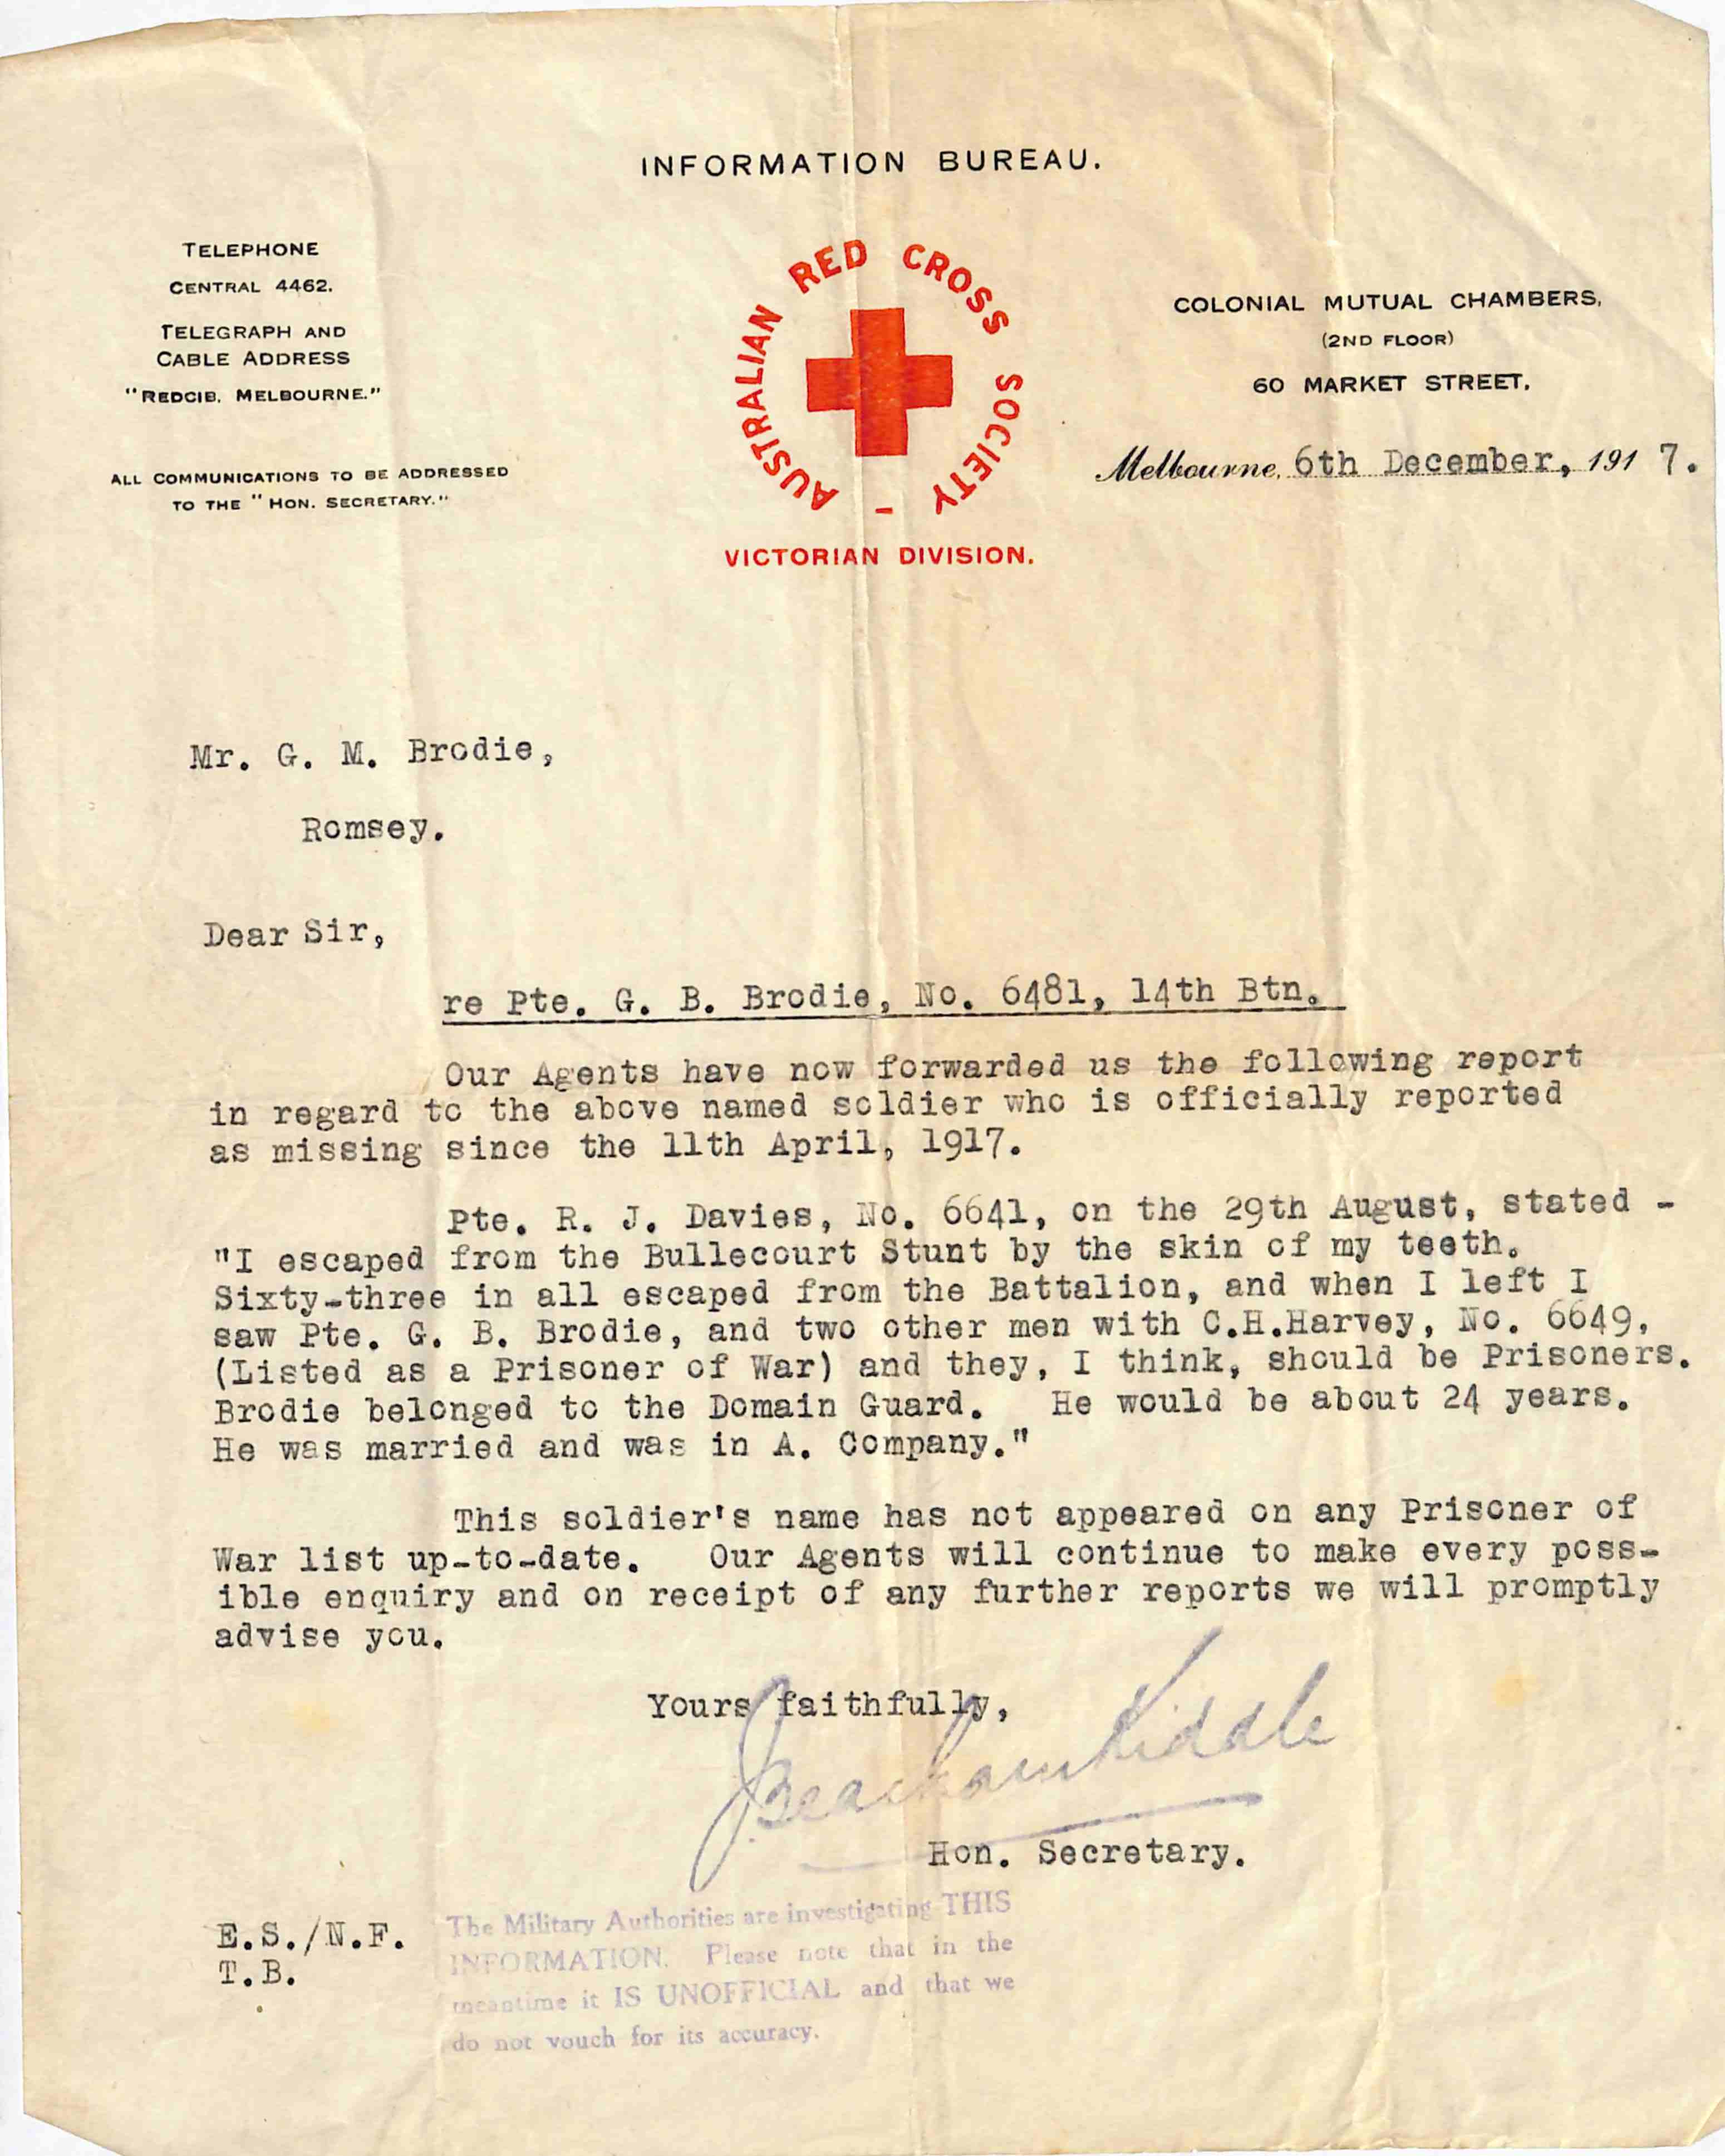 INFORMATION BUREAU.
TELEPHONE
CENTRAL 4462.
TELEGRAPH AND
CABLE ADDRESS
"REDCIB. MELBOURNE."
ALL COMMUNICATIONS TO BE ADDRESSED
TO THE "HON. SECRETARY."
AUSTRALIAN RED CROSS SOCIETY -
VICTORIAN DIVISION.
COLONIAL MUTUAL CHAMBERS,
(2ND FLOOR)
60 MARKET STREET,
Melbourne, 6th December, 1917.
Mr. G. M. Brodie,
Romsey.
Dear Sir,
re Pte. G. B. Brodie, No. 6481, 14th Btn.
Our Agents have now forwarded us the following report
in regard to the above named soldier who is officially reported
as missing since the 11th April, 1917.
Pte. R. J. Davies, No. 6641, on the 29th August, stated -
"I escaped from the Bullecourt Stunt by the skin of my teeth.
Sixty-three in all escaped from the Battalion, and when I left I
saw Pte. G. B. Brodie, and two other men with C.H.Harvey, No. 6649,
(Listed as a Prisoner of War) and they, I think, should be Prisoners.
Brodie belonged to the Domain Guard. He would be about 24 years.
He was married and was in A. Company."
This soldier's name has not appeared on any Prisoner of
War list up-to-date. Our Agents will continue to make every poss-
ible enquiry and on receipt of any further reports we will promptly
advise you.
Yours faithfully,
J Beacham Kiddle
Hon. Secretary.
E.S./N.F.
T.B.
The Military Authorities are investigating THIS
INFORMATION. Please note that in the
meantime it IS UNOFFICIAL and that we
do not vouch for its accuracy.